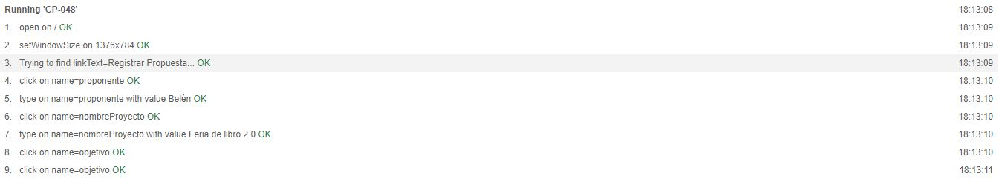 Running 'CP-048' 18:13:08
1. open on / OK 18:13:09
2. setWindowSize on 1376x784 OK 18:13:09
3. Trying to find linkText=Registrar Propuesta... OK 18:13:09
4. click on name=proponente OK 18:13:10
5. type on name=proponente with value Belén OK 18:13:10
6. click on name=nombreProyecto OK 18:13:10
7. type on name=nombreProyecto with value Feria de libro 2.0 OK 18:13:10
8. click on name=objetivo OK 18:13:10
9. click on name=objetivo OK 18:13:11